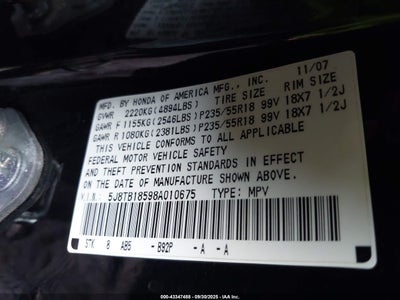 MFD. BY HONDA OF AMERICA MFG., INC. 11/07
GVWR 2220KG(4894LBS) TIRE SIZE RIM SIZE
GAWR F 1155KG(2546LBS)P235/55R18 99V 18X7 1/2J
GAWR R 1080KG(2381LBS)P235/55R18 99V 18X7 1/2J
THIS VEHICLE CONFORMS TO ALL APPLICABLE
FEDERAL MOTOR VEHICLE SAFETY
STANDARDS IN EFFECT
ON THE DATE OF MANUFACTURE SHOWN ABOVE.
V.I.N.: 5J8TB18598A010675 TYPE: MPV
STK 8 AB5 - B92P - A - A
000-43347488 - 09/30/2025 - IAAI.COM